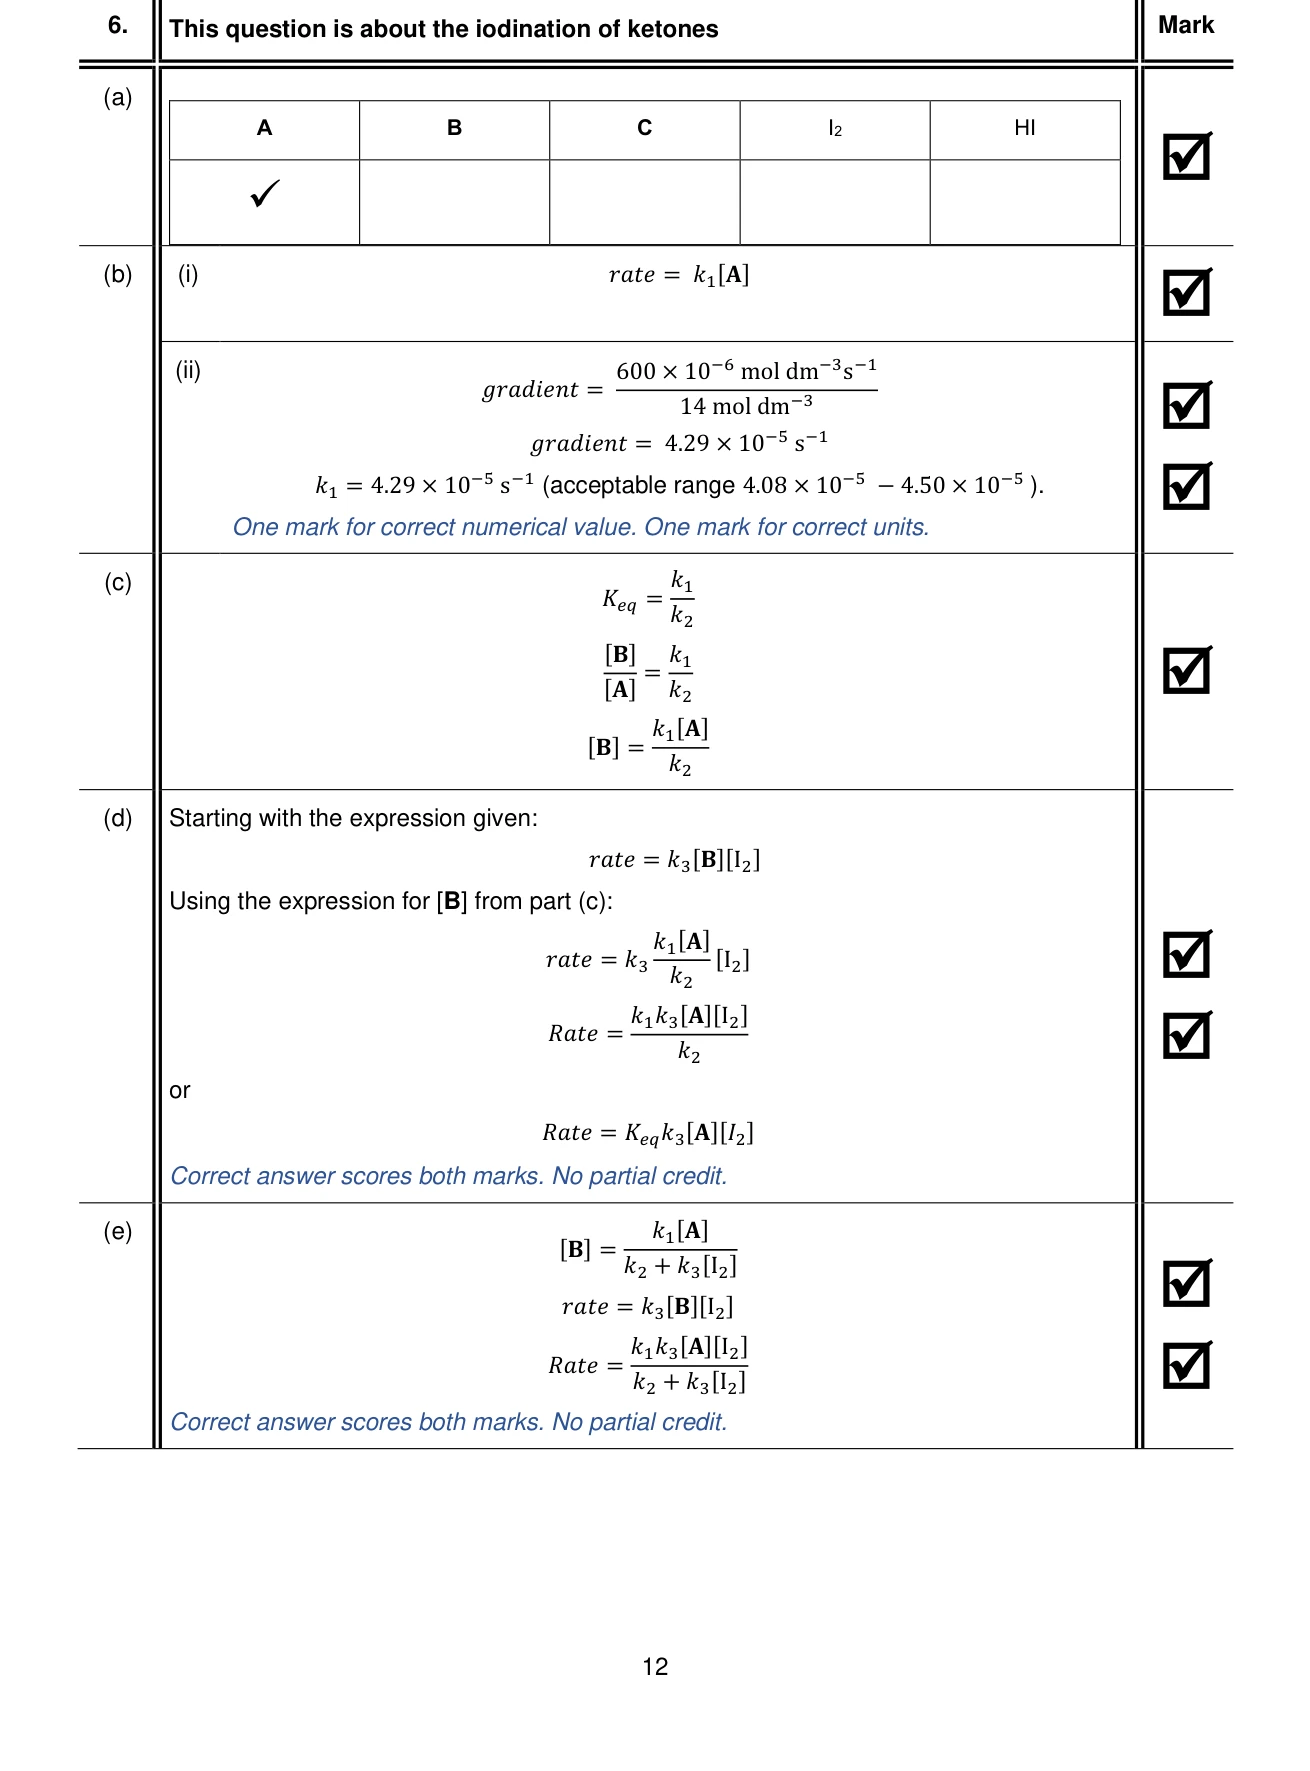 6. This question is about the iodination of ketones Mark
(a)
A B C I₂ HI
✓
☑
(b) (i) rate = k₁[A]
☑
(ii) gradient = 600 × 10⁻⁶ mol dm⁻³s⁻¹ / 14 mol dm⁻³
☑
gradient = 4.29 × 10⁻⁵ s⁻¹
k₁ = 4.29 × 10⁻⁵ s⁻¹ (acceptable range 4.08 × 10⁻⁵ – 4.50 × 10⁻⁵ ).
☑
One mark for correct numerical value. One mark for correct units.
(c) K_eq = k₁ / k₂
[B] / [A] = k₁ / k₂
☑
[B] = k₁[A] / k₂
(d) Starting with the expression given:
rate = k₃[B][I₂]
Using the expression for [B] from part (c):
rate = k₃ k₁[A] / k₂ [I₂]
☑
Rate = k₁k₃[A][I₂] / k₂
☑
or
Rate = K_eq k₃[A][I₂]
Correct answer scores both marks. No partial credit.
(e) [B] = k₁[A] / k₂ + k₃[I₂]
☑
rate = k₃[B][I₂]
Rate = k₁k₃[A][I₂] / k₂ + k₃[I₂]
☑
Correct answer scores both marks. No partial credit.
12